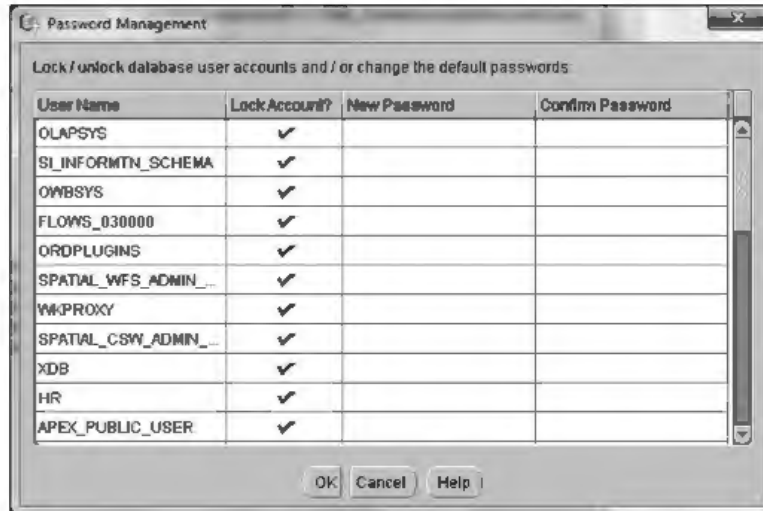 Password Management
Lock / unlock database user accounts and / or change the default passwords:
User Name Lock Account? New Password Confirm Password
OLAPSYS
SI_INFORMTN_SCHEMA
OWBSYS
FLOWS_030000
ORDPLUGINS
SPATIAL_WFS_ADMIN_...
WKPROXY
SPATIAL_CSW_ADMIN_...
XDB
HR
APEX_PUBLIC_USER
OK Cancel Help